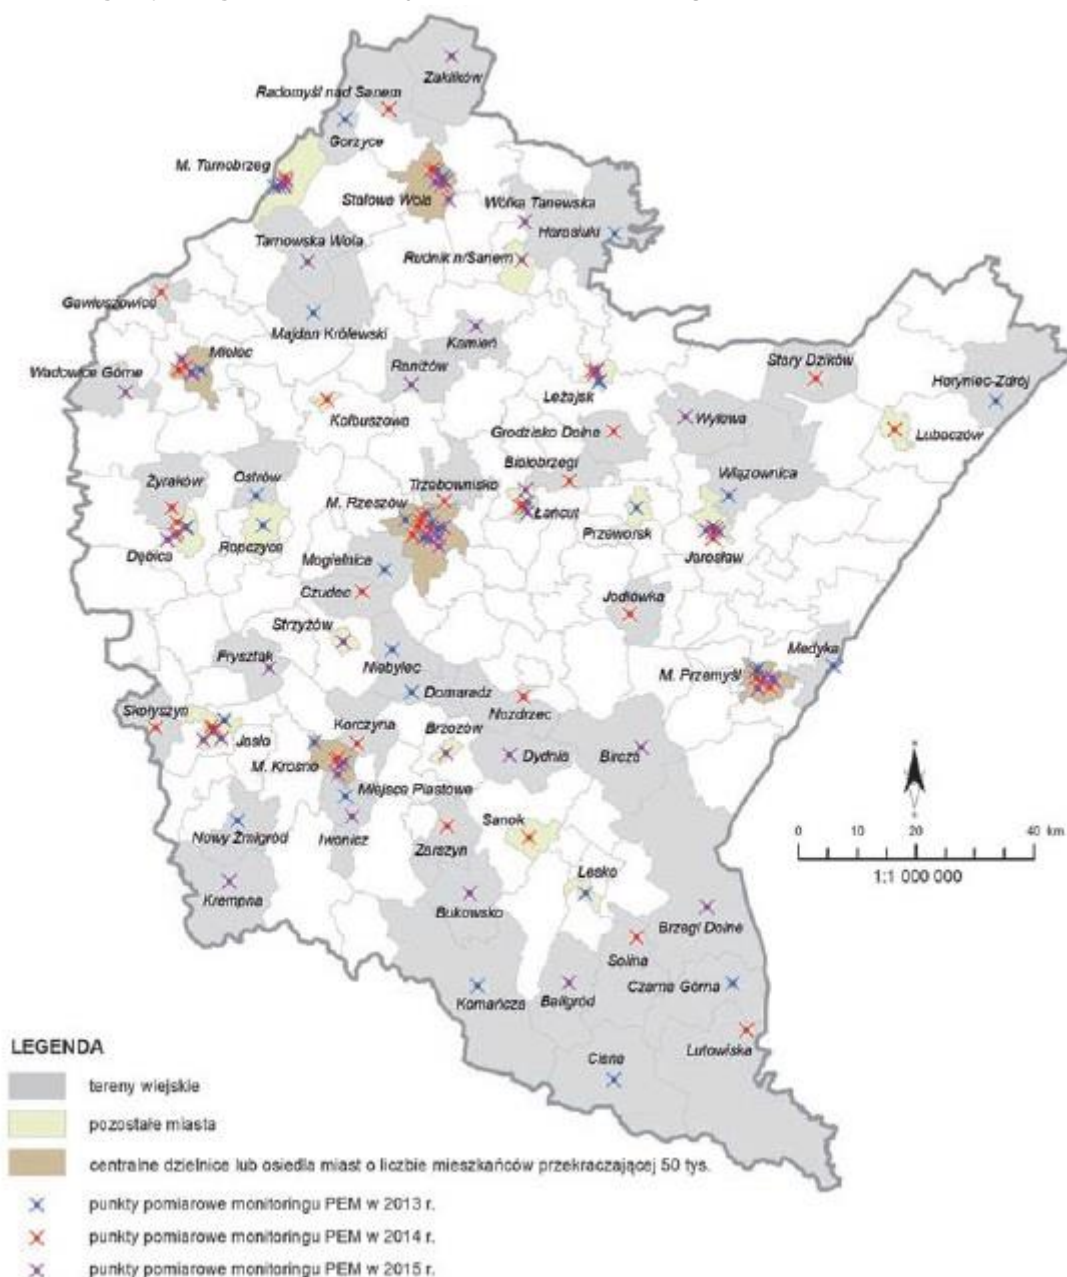 Zaklików
Radomyśl nad Sanem
Gorzyce
M. Tarnobrzeg
Stalowa Wola
Wólka Tanewska
Harasiuki
Tarnowska Wola
Rudnik n/Sanem
Gawłuszowice
Majdan Królewski
Kamień
Mielec
Stary Dzików
Wadowice Górne
Raniżów
Horyniec-Zdrój
Leżajsk
Kolbuszowa
Wylewa
Grodzisko Dolne
Lubaczów
Białobrzegi
Żyraków
Ostrów
Trzebownisko
Wiązownica
M. Rzeszów
Łańcut
Przeworsk
Dębica
Ropczyce
Jarosław
Mogielnica
Czudec
Jodłówka
Strzyżów
Medyka
Frysztak
Niebylec
M. Przemyśl
Domaradz
Skołyszyn
Nozdrzec
Korczyna
Brzozów
Jasło
Dydnia
Bircza
M. Krosno
Miejsce Piastowe
Nowy Żmigród
Iwonicz
Zarszyn
Sanok
0 10 20 40 km
1:1 000 000
Lesko
Krempna
Bukowsko
Brzegi Dolne
Solina
Komańcza
Baligród
Czarna Górna
Lutowiska
Cisna
LEGENDA
tereny wiejskie
pozostałe miasta
centralne dzielnice lub osiedla miast o liczbie mieszkańców przekraczającej 50 tys.
punkty pomiarowe monitoringu PEM w 2013 r.
punkty pomiarowe monitoringu PEM w 2014 r.
punkty pomiarowe monitoringu PEM w 2015 r.